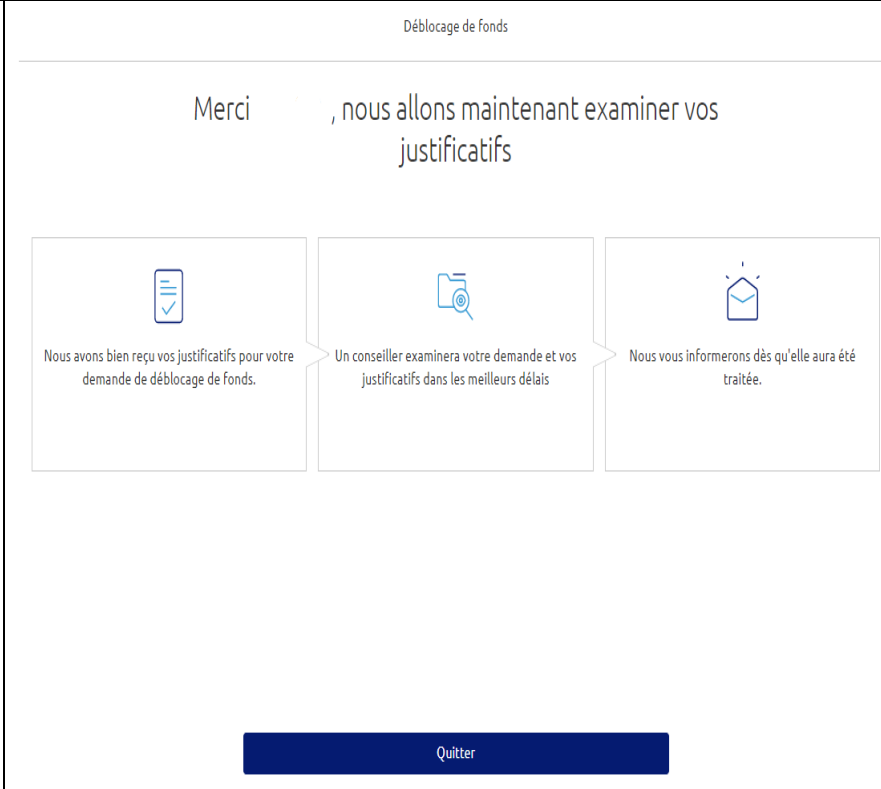 Déblocage de fonds
Merci , nous allons maintenant examiner vos
justificatifs
Nous avons bien reçu vos justificatifs pour votre
demande de déblocage de fonds.
Un conseiller examinera votre demande et vos
justificatifs dans les meilleurs délais
Nous vous informerons dès qu'elle aura été
traitée.
Quitter